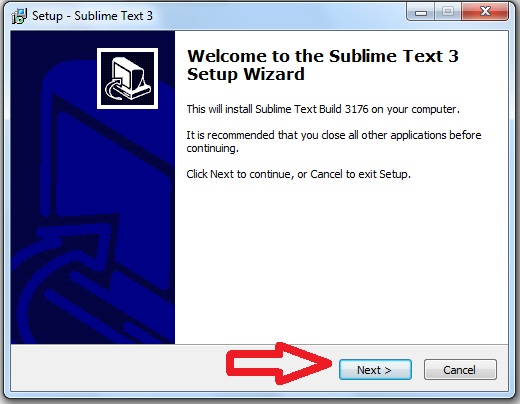 Setup - Sublime Text 3
Welcome to the Sublime Text 3
Setup Wizard
This will install Sublime Text Build 3176 on your computer.
It is recommended that you close all other applications before
continuing.
Click Next to continue, or Cancel to exit Setup.
Next >
Cancel